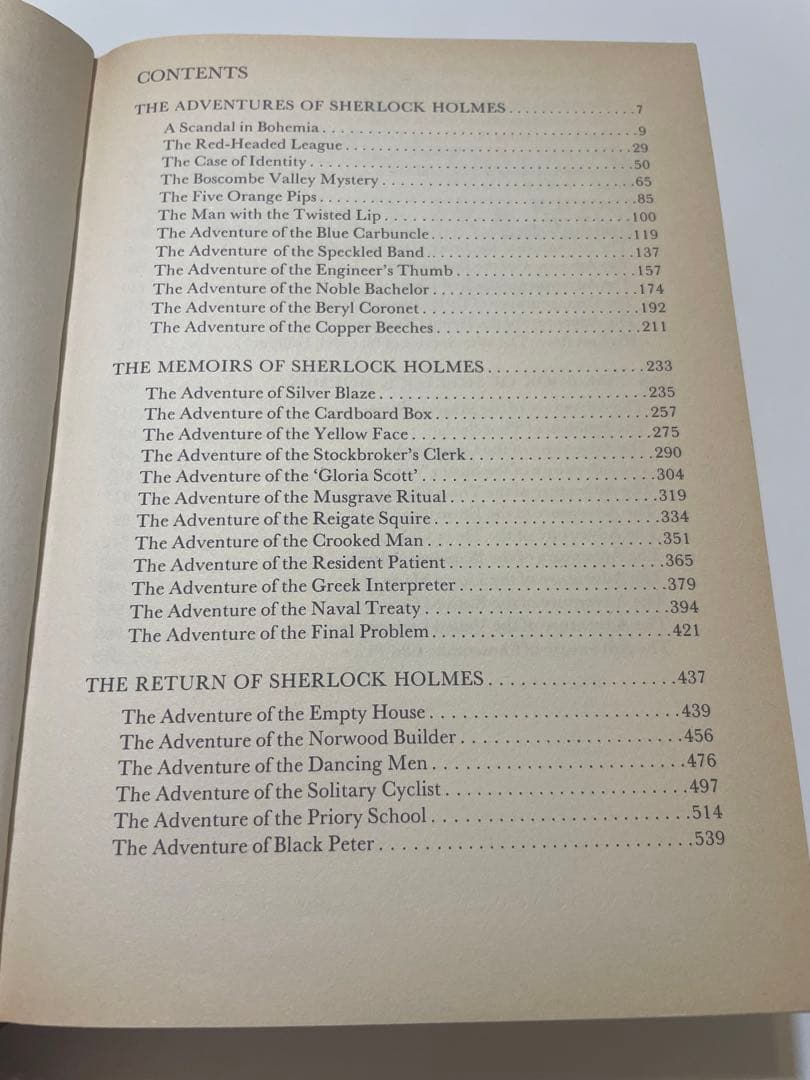 CONTENTS
THE ADVENTURES OF SHERLOCK HOLMES................7
A Scandal in Bohemia............................9
The Red-Headed League.........................29
The Case of Identity............................50
The Boscombe Valley Mystery......................65
The Five Orange Pips............................85
The Man with the Twisted Lip.....................100
The Adventure of the Blue Carbuncle..................119
The Adventure of the Speckled Band..................137
The Adventure of the Engineer's Thumb................157
The Adventure of the Noble Bachelor..................174
The Adventure of the Beryl Coronet...................192
The Adventure of the Copper Beeches..................211
THE MEMOIRS OF SHERLOCK HOLMES.................233
The Adventure of Silver Blaze........................235
The Adventure of the Cardboard Box...................257
The Adventure of the Yellow Face.....................275
The Adventure of the Stockbroker's Clerk................290
The Adventure of the ‘Gloria Scott’.....................304
The Adventure of the Musgrave Ritual..................319
The Adventure of the Reigate Squire...................334
The Adventure of the Crooked Man....................351
The Adventure of the Resident Patient..................365
The Adventure of the Greek Interpreter.................379
The Adventure of the Naval Treaty....................394
The Adventure of the Final Problem...................421
THE RETURN OF SHERLOCK HOLMES...................437
The Adventure of the Empty House....................439
The Adventure of the Norwood Builder.................456
The Adventure of the Dancing Men....................476
The Adventure of the Solitary Cyclist...................497
The Adventure of the Priory School....................514
The Adventure of Black Peter........................539